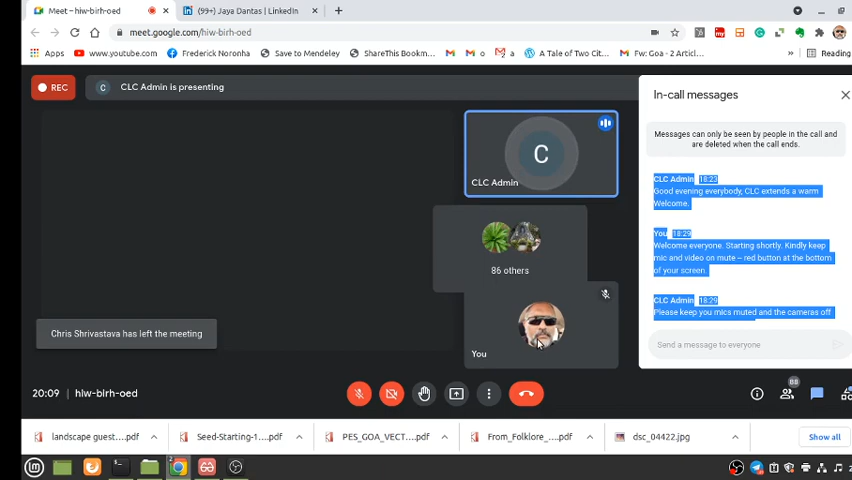 Meet – hiw-birh-oed
(99+) Jaya Dantas | LinkedIn
meet.google.com/hiw-birh-oed
Apps
www.youtube.com
Frederick Noronha
Save to Mendeley
ShareThis Bookm...
o
a
A Tale of Two Cit...
Fw: Goa - 2 Articl...
»
Reading
REC
C
CLC Admin is presenting
C
CLC Admin
86 others
You
Chris Shrivastava has left the meeting
In-call messages
Messages can only be seen by people in the call and
are deleted when the call ends.
CLC Admin 18:23
Good evening everybody, CLC extends a warm
Welcome.
You 18:29
Welcome everyone. Starting shortly. Kindly keep
mic and video on mute – red button at the bottom
of your screen.
CLC Admin 18:29
Please keep you mics muted and the cameras off
Send a message to everyone
20:09 | hiw-birh-oed
88
landscape guest....pdf
Seed-Starting-1....pdf
PES_GOA_VECT....pdf
From_Folklore_....pdf
dsc_04422.jpg
Show all
2